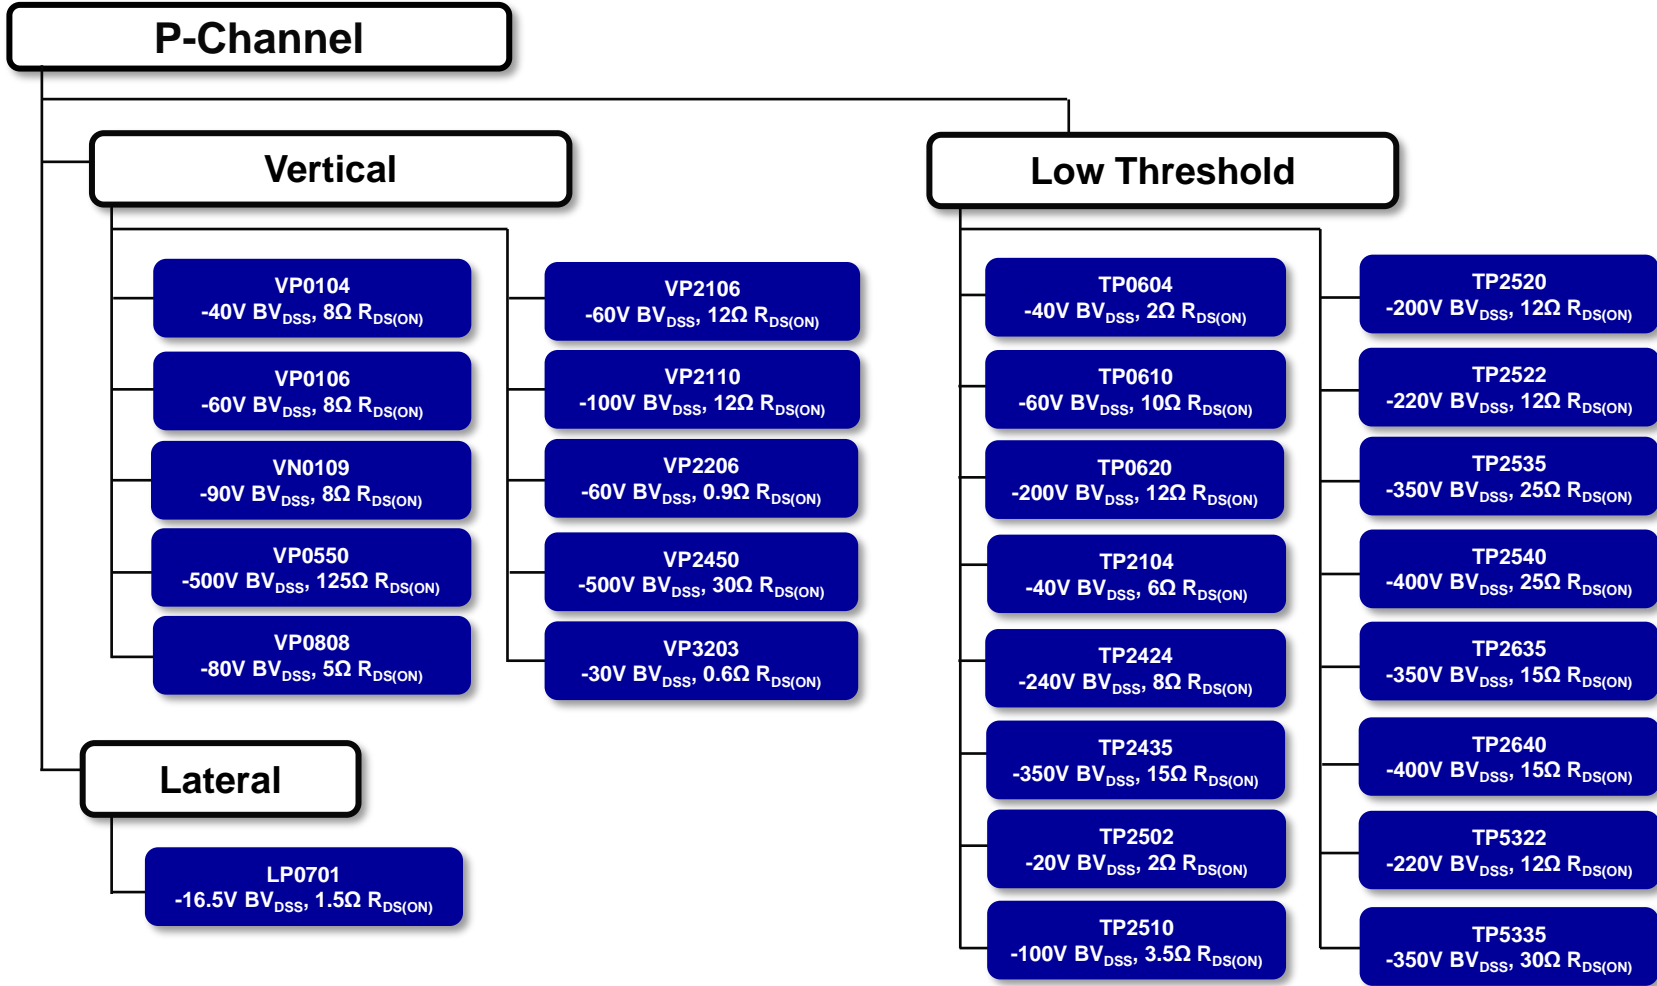 P-Channel
Vertical
VP0104
-40V BVDSS, 8Ω RDS(ON)
VP0106
-60V BVDSS, 8Ω RDS(ON)
VN0109
-90V BVDSS, 8Ω RDS(ON)
VP0550
-500V BVDSS, 125Ω RDS(ON)
VP0808
-80V BVDSS, 5Ω RDS(ON)
VP2106
-60V BVDSS, 12Ω RDS(ON)
VP2110
-100V BVDSS, 12Ω RDS(ON)
VP2206
-60V BVDSS, 0.9Ω RDS(ON)
VP2450
-500V BVDSS, 30Ω RDS(ON)
VP3203
-30V BVDSS, 0.6Ω RDS(ON)
Lateral
LP0701
-16.5V BVDSS, 1.5Ω RDS(ON)
Low Threshold
TP0604
-40V BVDSS, 2Ω RDS(ON)
TP0610
-60V BVDSS, 10Ω RDS(ON)
TP0620
-200V BVDSS, 12Ω RDS(ON)
TP2104
-40V BVDSS, 6Ω RDS(ON)
TP2424
-240V BVDSS, 8Ω RDS(ON)
TP2435
-350V BVDSS, 15Ω RDS(ON)
TP2502
-20V BVDSS, 2Ω RDS(ON)
TP2510
-100V BVDSS, 3.5Ω RDS(ON)
TP2520
-200V BVDSS, 12Ω RDS(ON)
TP2522
-220V BVDSS, 12Ω RDS(ON)
TP2535
-350V BVDSS, 25Ω RDS(ON)
TP2540
-400V BVDSS, 25Ω RDS(ON)
TP2635
-350V BVDSS, 15Ω RDS(ON)
TP2640
-400V BVDSS, 15Ω RDS(ON)
TP5322
-220V BVDSS, 12Ω RDS(ON)
TP5335
-350V BVDSS, 30Ω RDS(ON)